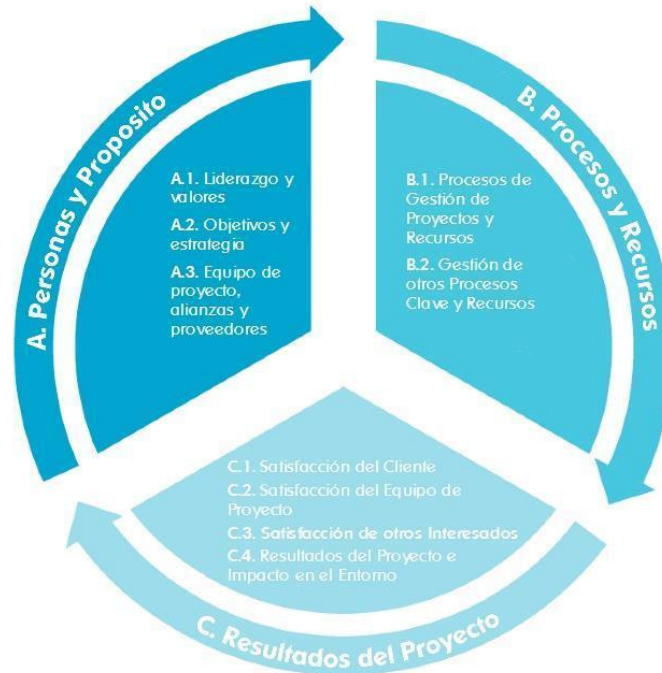 A. Personas y Proposito
A.1. Liderazgo y
valores
A.2. Objetivos y
estrategia
A.3. Equipo de
proyecto,
alianzas y
proveedores
B. Procesos y Recursos
B.1. Procesos de
Gestión de
Proyectos y
Recursos
B.2. Gestión de
otros Procesos
Clave y Recursos
C.1. Satisfacción del Cliente
C.2. Satisfacción del Equipo de
Proyecto
C.3. Satisfacción de otros Interesados
C.4. Resultados del Proyecto e
Impacto en el Entorno
C. Resultados del Proyecto